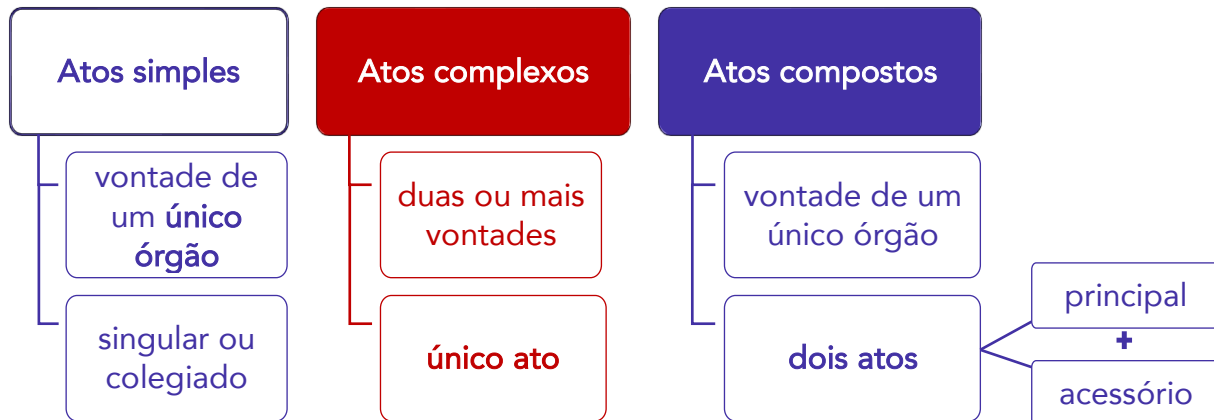 Atos simples
vontade de
um único
órgão
singular ou
colegiado
Atos complexos
duas ou mais
vontades
único ato
Atos compostos
vontade de um
único órgão
dois atos
principal
+
acessório